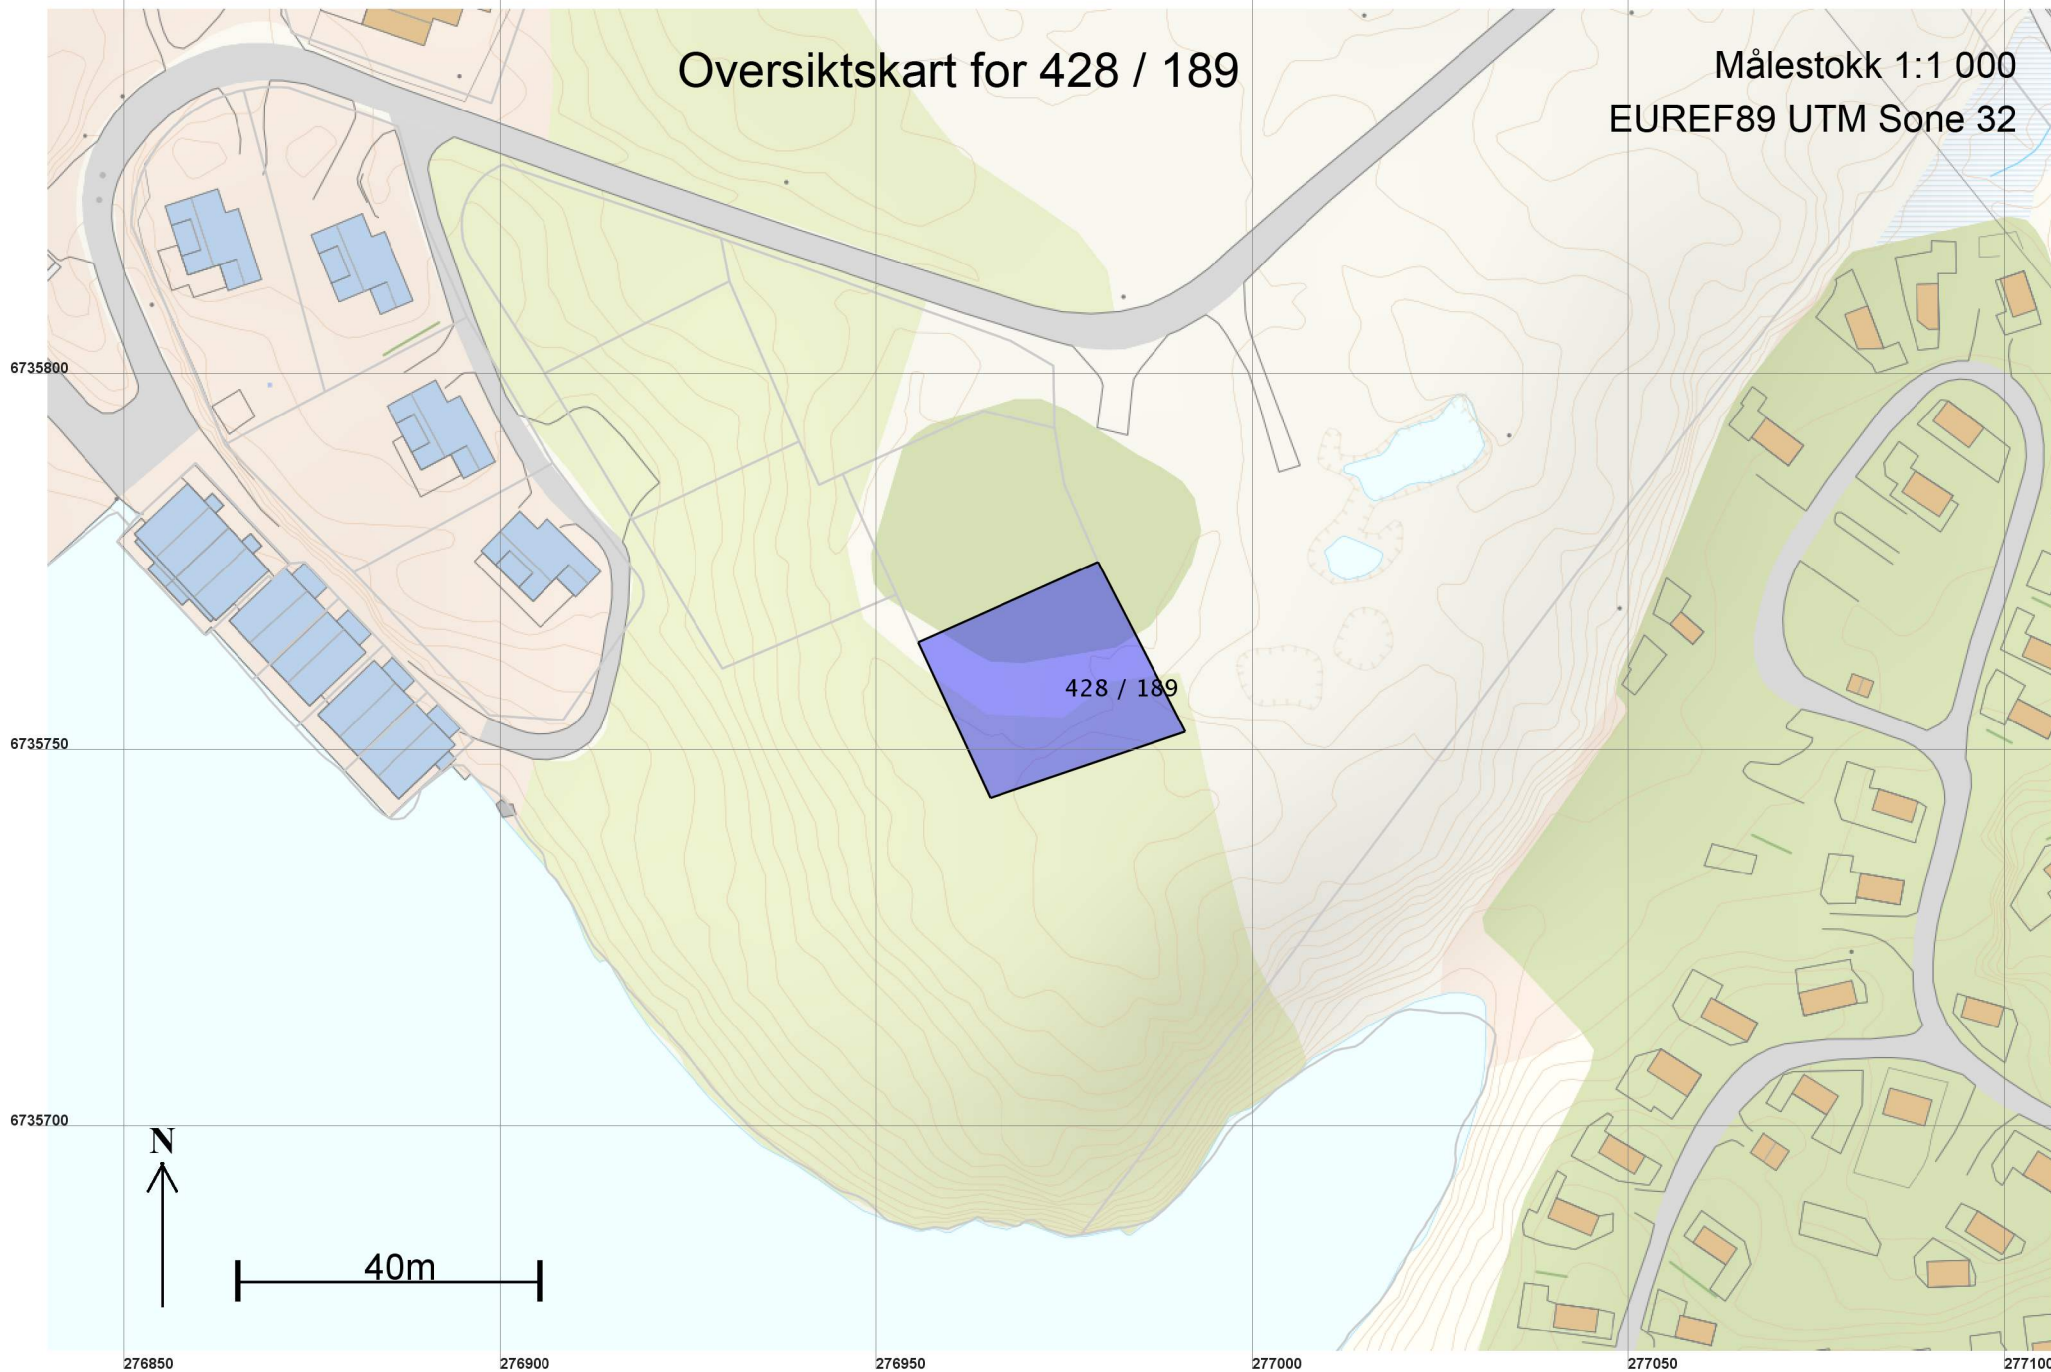 Oversiktskart for 428 / 189
Målestokk 1:1 000
EUREF89 UTM Sone 32
6735800
428 / 189
6735750
6735700
N
40m
276850
276900
276950
277000
277050
277100